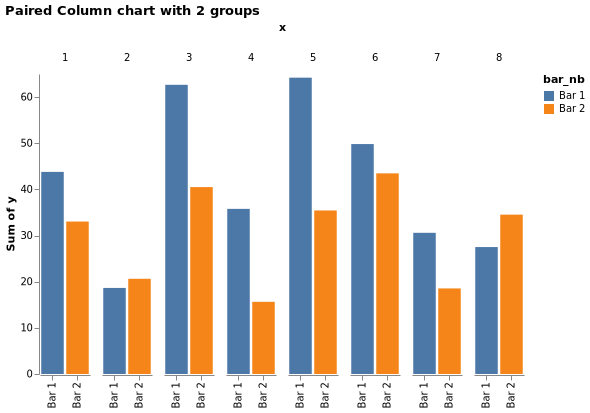 Paired Column chart with 2 groups
x
1 2 3 4 5 6 7 8
bar_nb
Bar 1
Bar 2
Sum of y
60
50
40
30
20
10
0
Bar 1 Bar 2 Bar 1 Bar 2 Bar 1 Bar 2 Bar 1 Bar 2 Bar 1 Bar 2 Bar 1 Bar 2 Bar 1 Bar 2 Bar 1 Bar 2